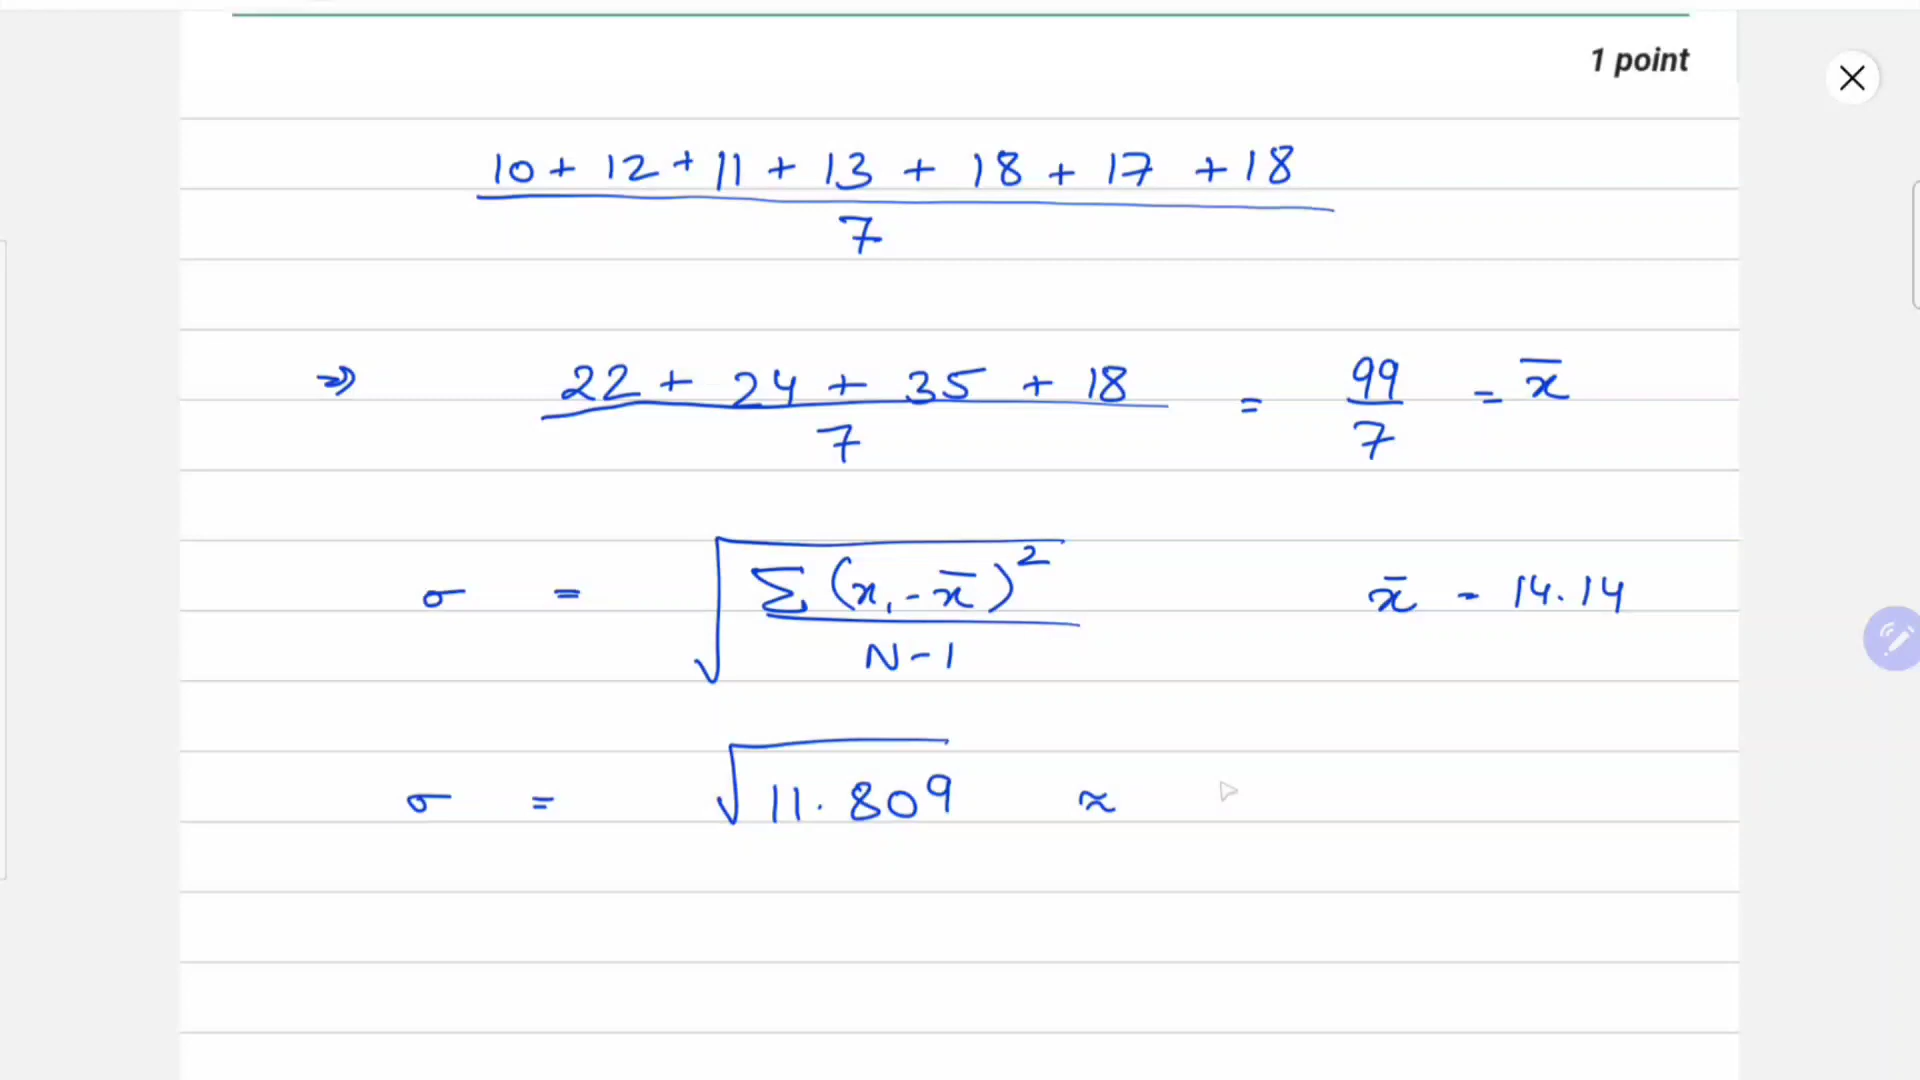 1 point
10 + 12 + 11 + 13 + 18 + 17 + 18
7
⇒ 22 + 24 + 35 + 18 = 99 = x̄
7 7
σ = √ Σ (x, - x̄)² x̄ - 14.14
N - 1
σ = √11.809 ≈